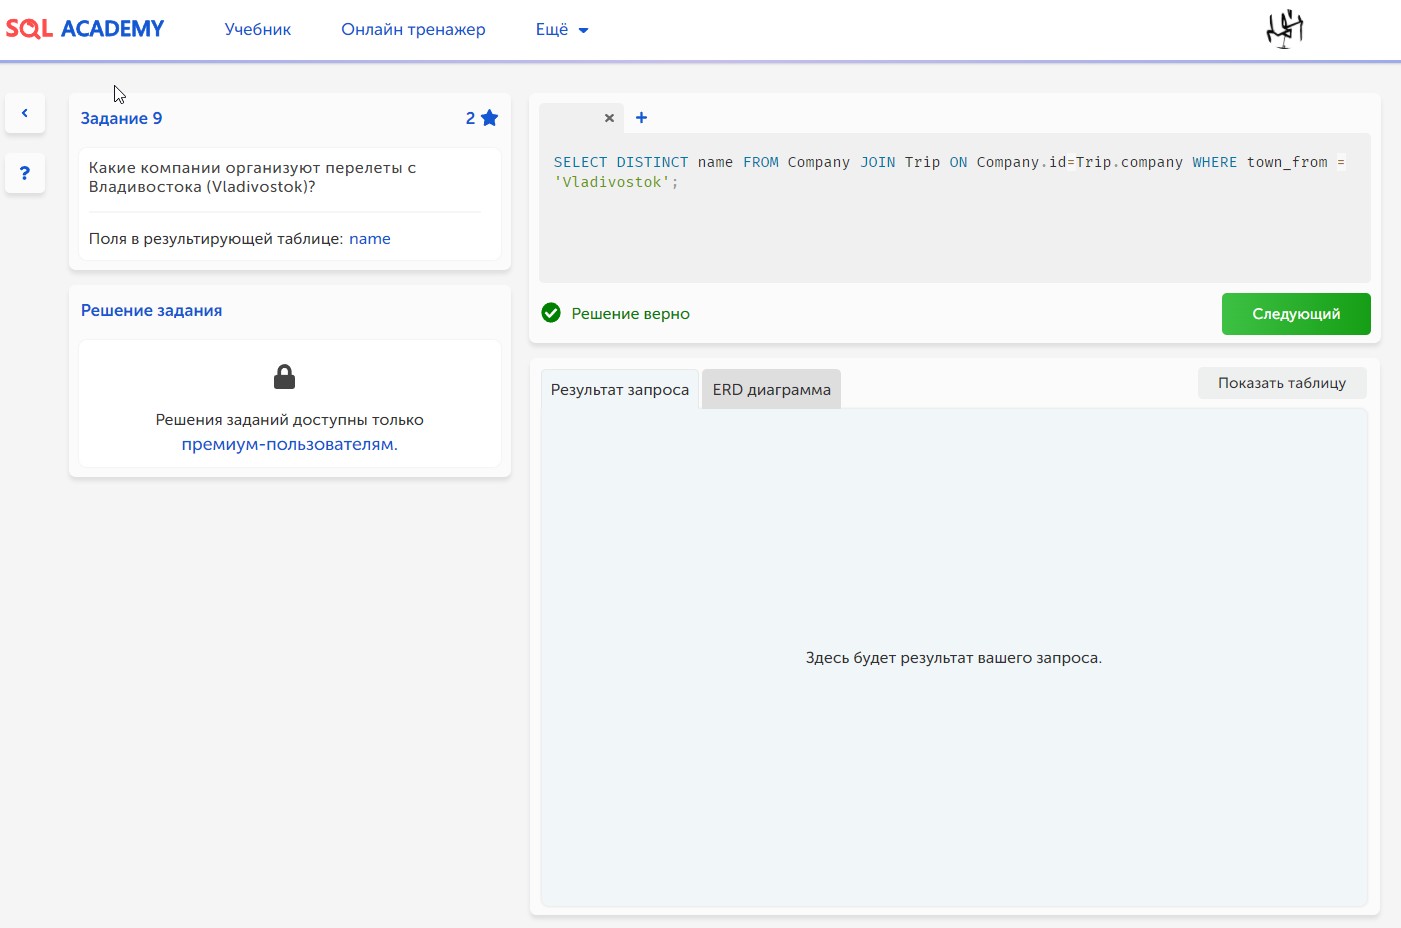 SQL ACADEMY
Учебник
Онлайн тренажер
Ещё
Задание 9
2
Какие компании организуют перелеты с
Владивостока (Vladivostok)?
Поля в результирующей таблице: name
?
Решение задания
Решения заданий доступны только
премиум-пользователям.
SELECT DISTINCT name FROM Company JOIN Trip ON Company.id=Trip.company WHERE town_from =
'Vladivostok';
Решение верно
Следующий
Результат запроса
ERD диаграмма
Показать таблицу
Здесь будет результат вашего запроса.